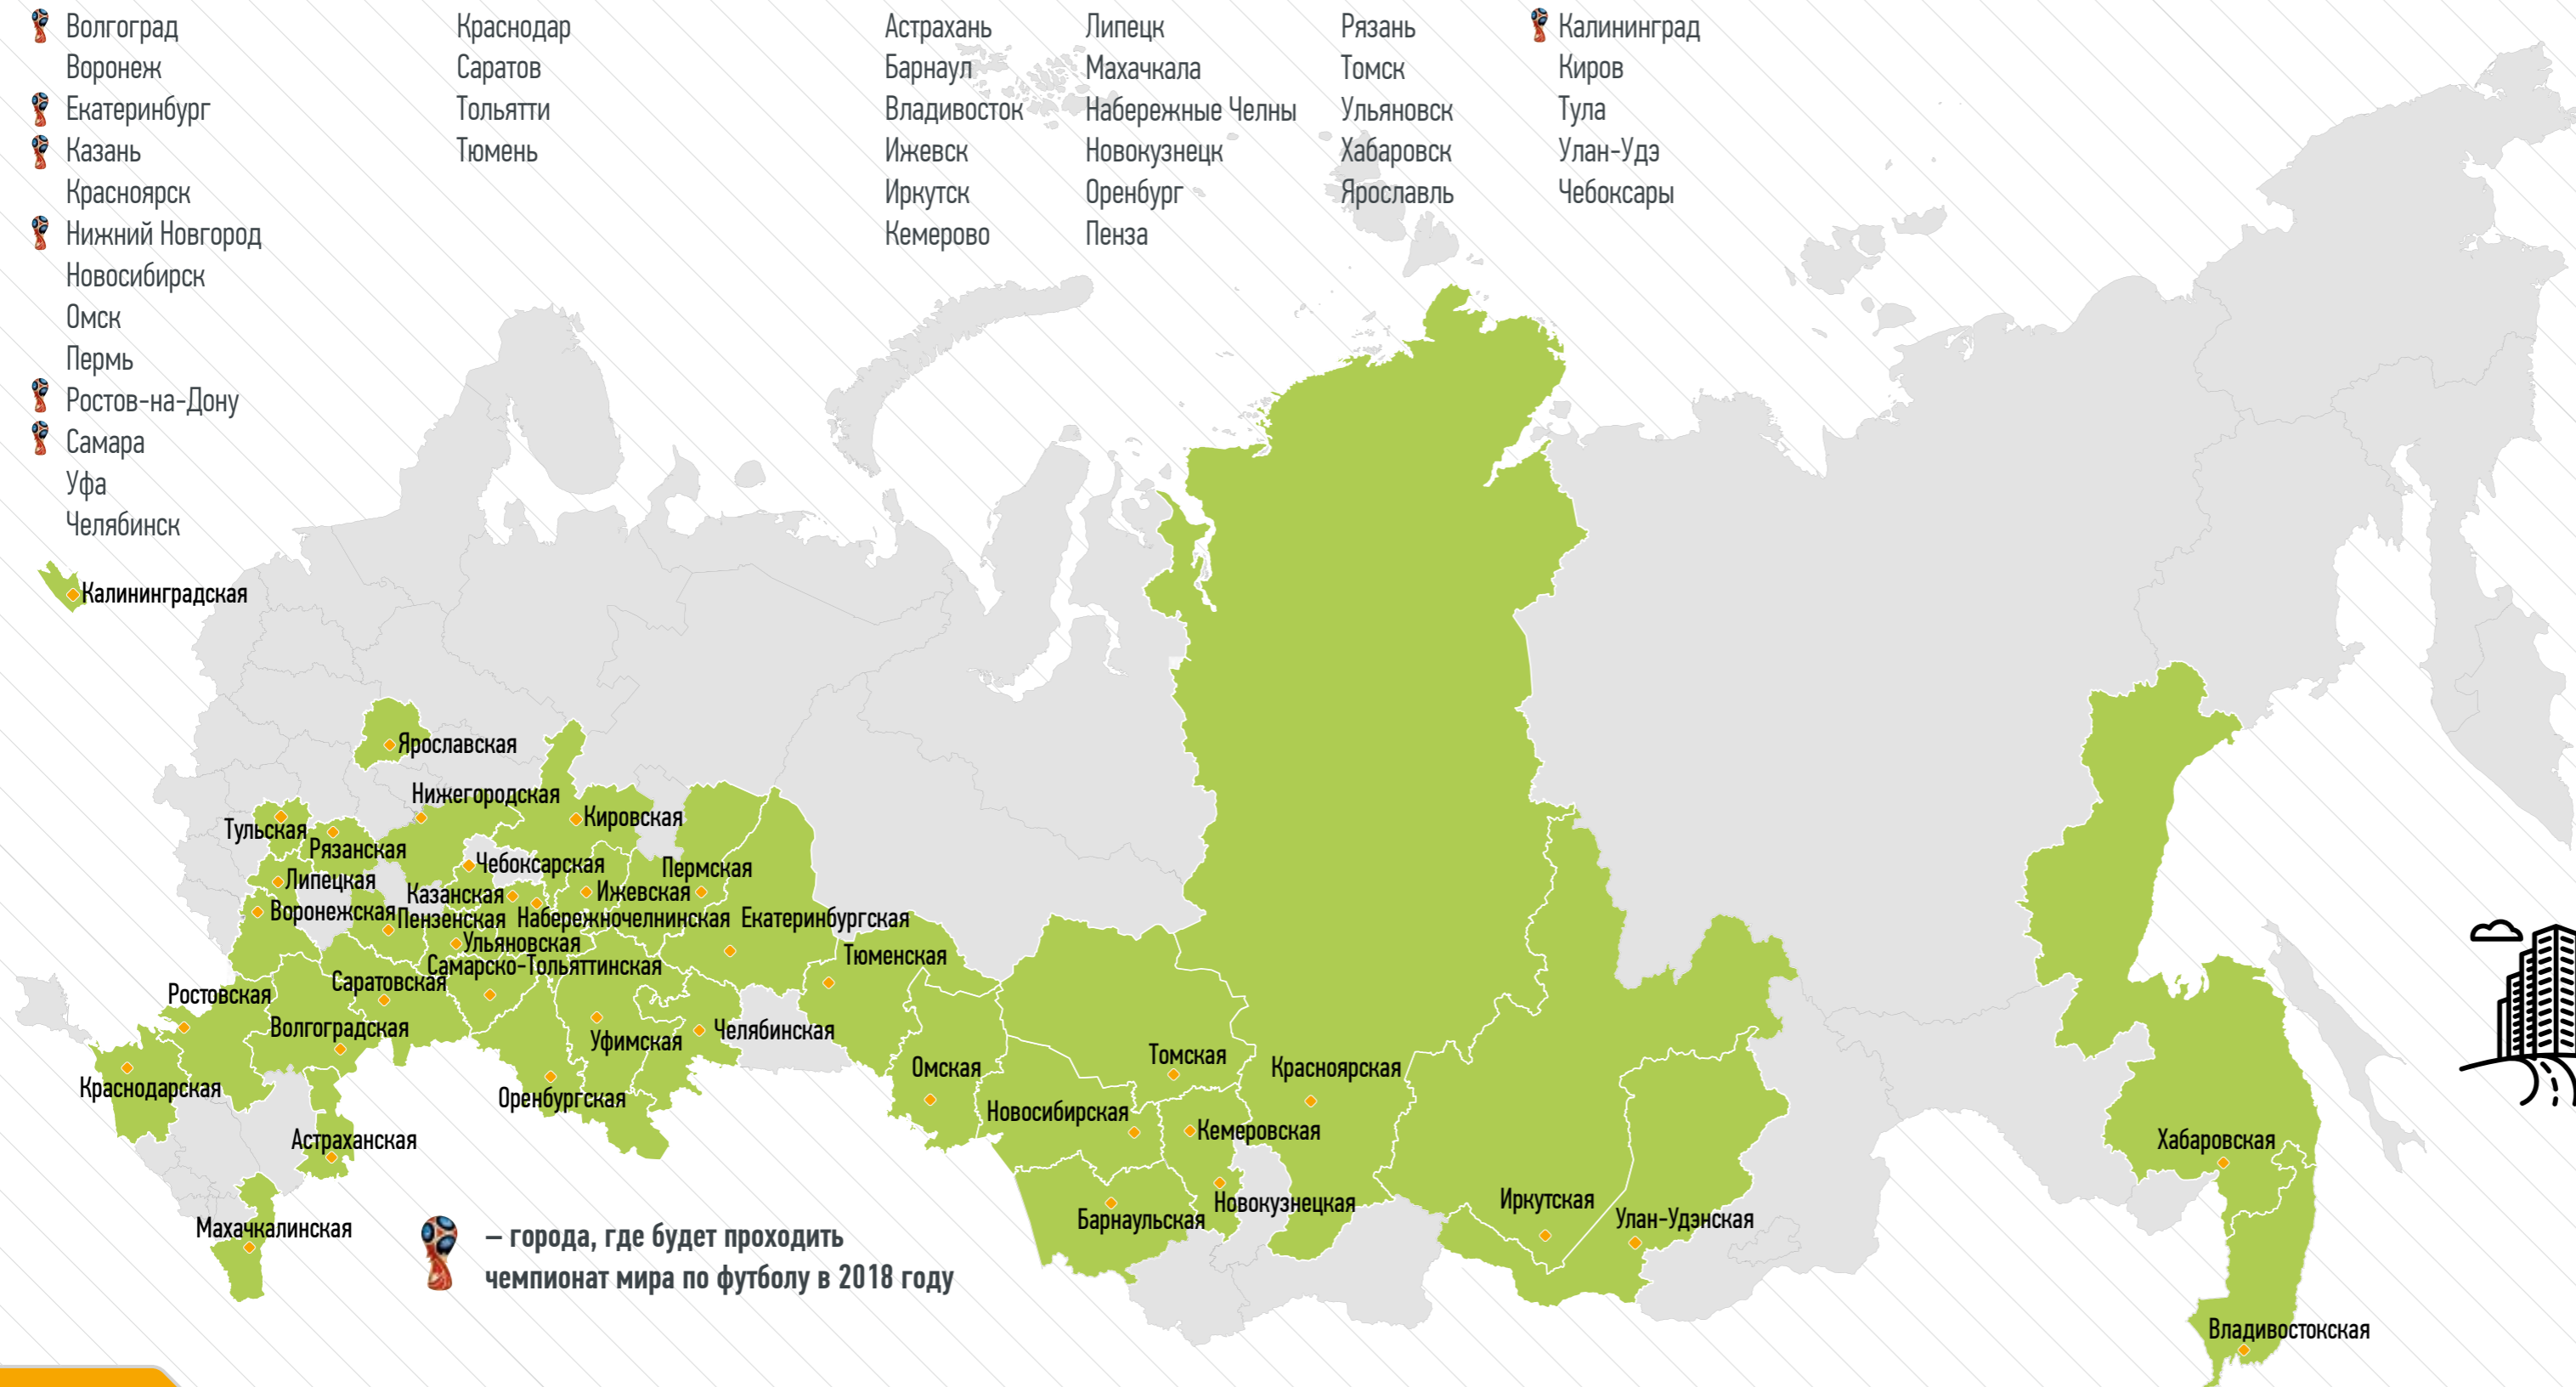 Волгоград
Воронеж
Екатеринбург
Казань
Красноярск
Нижний Новгород
Новосибирск
Омск
Пермь
Ростов-на-Дону
Самара
Уфа
Челябинск
Краснодар
Саратов
Тольятти
Тюмень
Астрахань
Барнаул
Владивосток
Ижевск
Иркутск
Кемерово
Липецк
Махачкала
Набережные Челны
Новокузнецк
Оренбург
Пенза
Рязань
Томск
Ульяновск
Хабаровск
Ярославль
Калининград
Киров
Тула
Улан-Удэ
Чебоксары
Калининградская
Ярославская
Нижегородская
Кировская
Тульская
Рязанская
Чебоксарская
Пермская
Липецкая
Казанская
Ижевская
Воронежская
Пензенская
Набережночелнинская
Екатеринбургская
Ульяновская
Тюменская
Самарско-Тольяттинская
Саратовская
Ростовская
Волгоградская
Челябинская
Уфимская
Томская
Омская
Красноярская
Краснодарская
Оренбургская
Новосибирская
Кемеровская
Астраханская
Хабаровская
Новокузнецкая
Иркутская
Барнаульская
Улан-Удэнская
Махачкалинская
– города, где будет проходить
чемпионат мира по футболу в 2018 году
Владивостокская